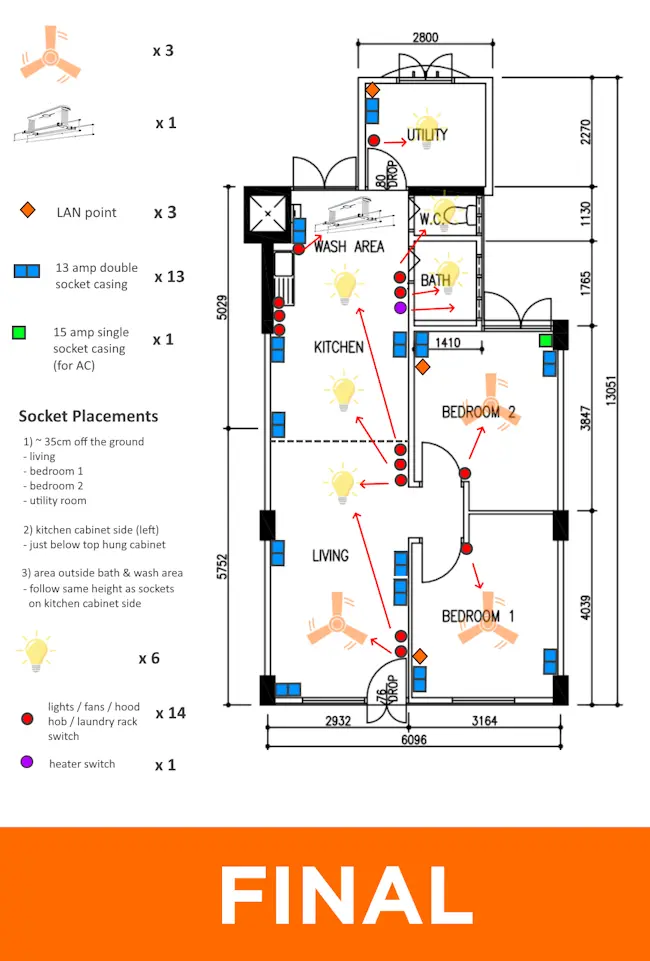 x 3
x 1
LAN point x 3
13 amp double
socket casing
x 13
15 amp single
socket casing
(for AC)
x 1
Socket Placements
1) ~ 35cm off the ground
- living
- bedroom 1
- bedroom 2
- utility room
2) kitchen cabinet side (left)
- just below top hung cabinet
3) area outside bath & wash area
- follow same height as sockets
on kitchen cabinet side
x 6
lights / fans / hood
hob / laundry rack
switch
x 14
heater switch x 1
2800
UTILITY
80
DROP
2270
W.C.
1130
WASH AREA
BATH
1765
5029
KITCHEN
1410
BEDROOM 2
3847
13051
LIVING
5752
BEDROOM 1
4039
76
DROP
2932
3164
6096
FINAL